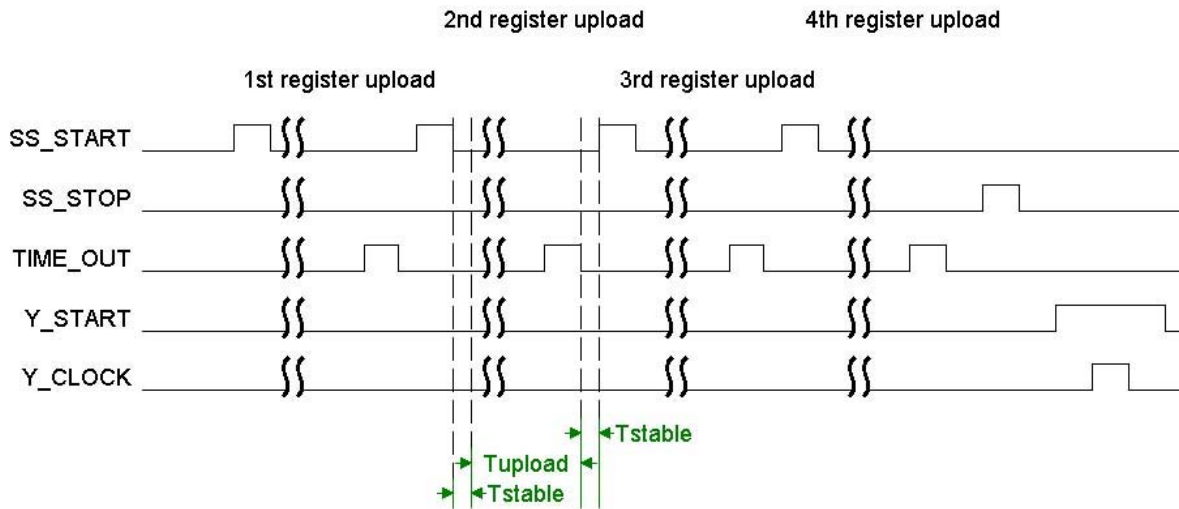 2nd register upload
4th register upload
1st register upload
3rd register upload
SS_START
SS_STOP
TIME_OUT
Y_START
Y_CLOCK
Tstable
Tupload
Tstable